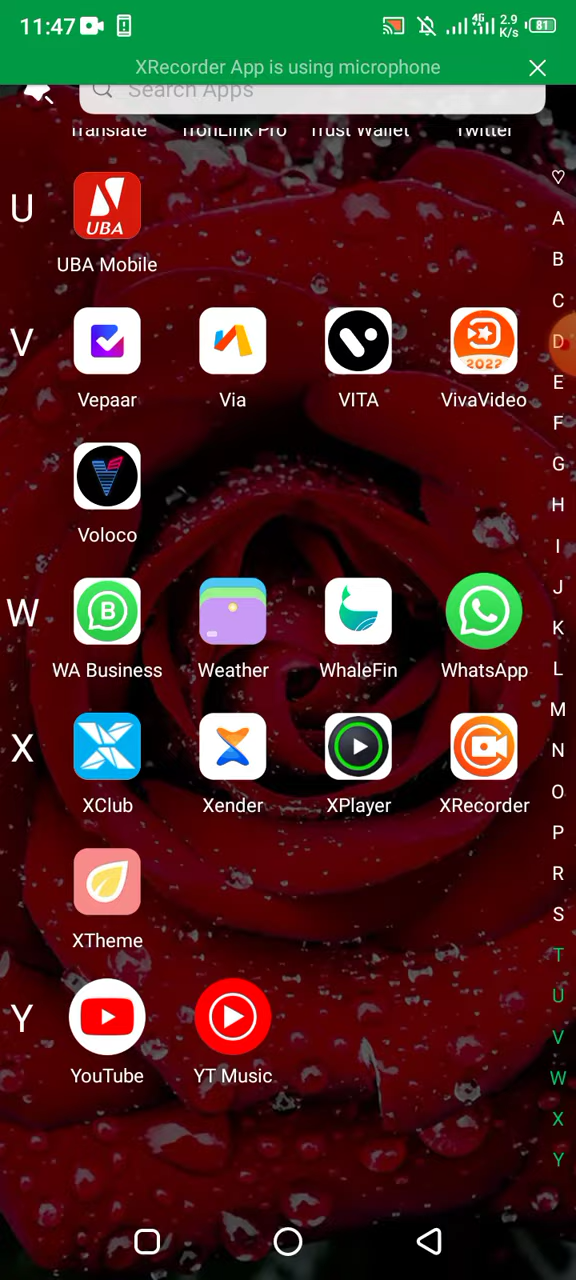 11:47 4G 2.9 K/s 81
XRecorder App is using microphone
Search Apps
Translate TronLink Pro Trust Wallet Twitter
♡
A
U UBA
UBA Mobile
B
C
V 2022 D
Vepaar Via VITA VivaVideo E
F
G
H
Voloco
I
J
W B
K
WA Business Weather WhaleFin WhatsApp L
M
X N
O
XClub Xender XPlayer XRecorder
P
R
S
XTheme
T
U
Y
V
YouTube YT Music W
X
Y